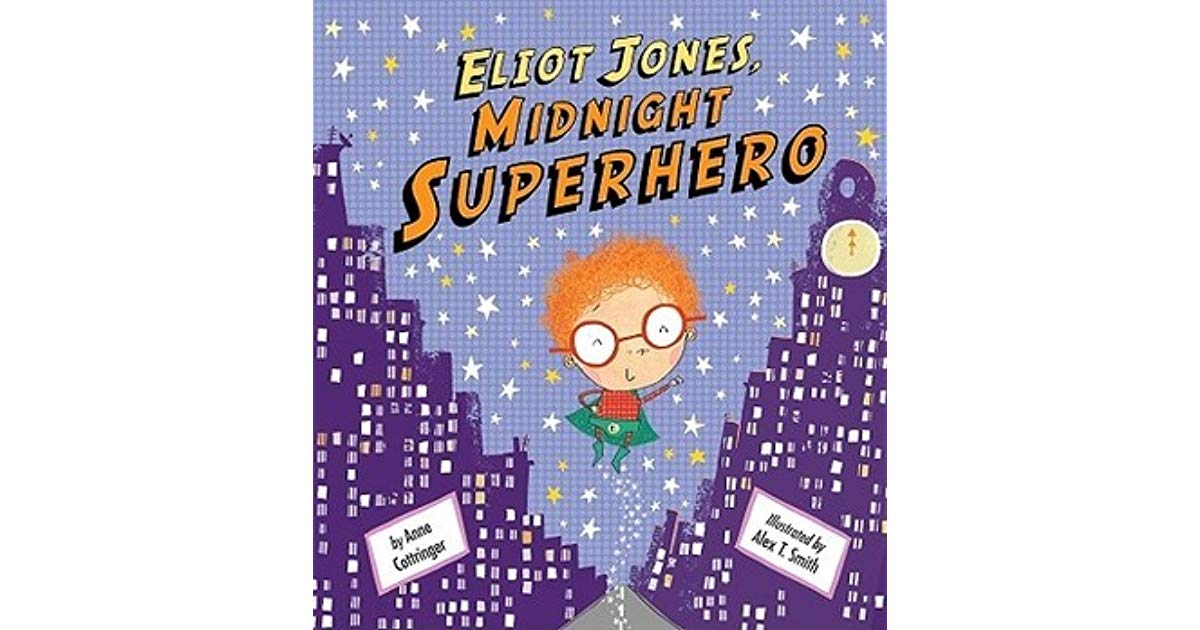 ELIOT JONES,
MIDNIGHT
SUPERHERO
by Anne
Cottringer
Illustrated by
Alex T. Smith